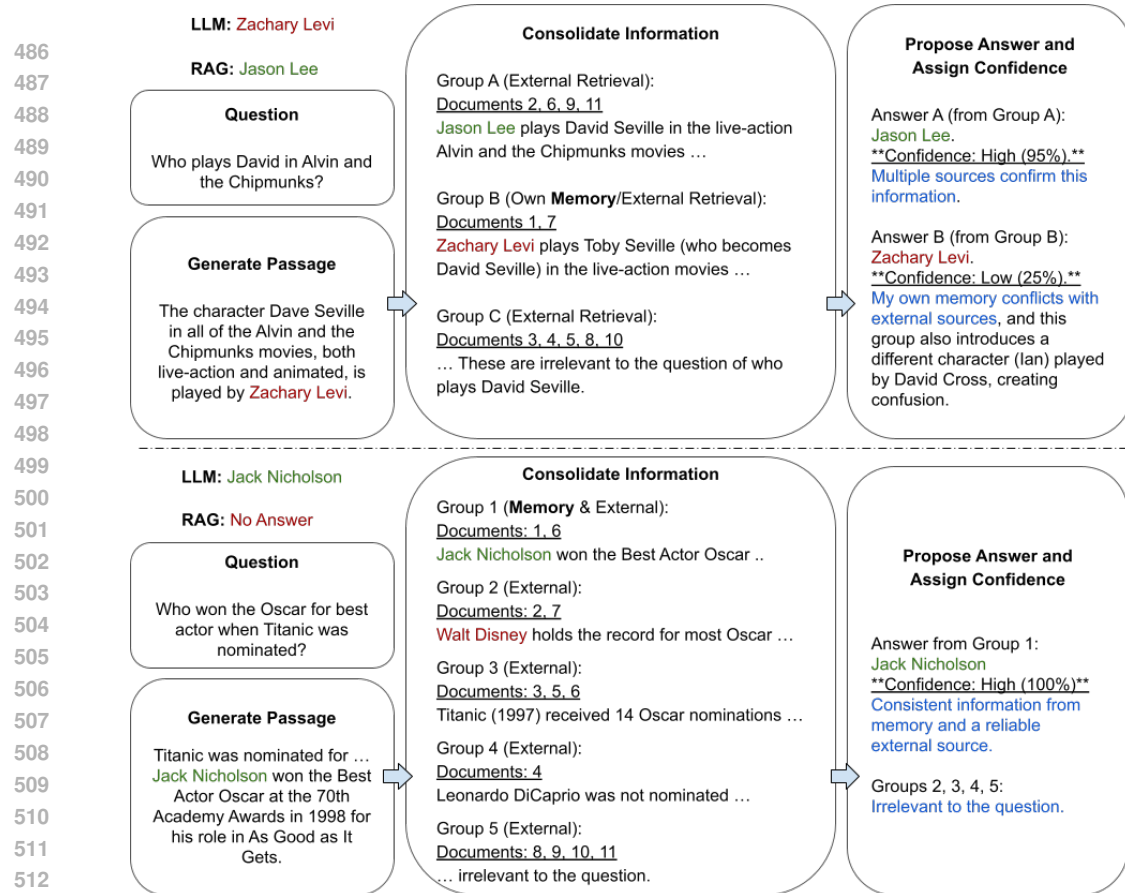 486
487
488
489
490
491
492
493
494
495
496
497
498
499
500
501
502
503
504
505
506
507
508
509
510
511
512
LLM: Zachary Levi
RAG: Jason Lee
Question
Who plays David in Alvin and
the Chipmunks?
Generate Passage
The character Dave Seville
in all of the Alvin and the
Chipmunks movies, both
live-action and animated, is
played by Zachary Levi.
Consolidate Information
Group A (External Retrieval):
Documents 2, 6, 9, 11
Jason Lee plays David Seville in the live-action
Alvin and the Chipmunks movies ...
Group B (Own Memory/External Retrieval):
Documents 1, 7
Zachary Levi plays Toby Seville (who becomes
David Seville) in the live-action movies ...
Group C (External Retrieval):
Documents 3, 4, 5, 8, 10
... These are irrelevant to the question of who
plays David Seville.
Propose Answer and
Assign Confidence
Answer A (from Group A):
Jason Lee.
**Confidence: High (95%).**
Multiple sources confirm this
information.
Answer B (from Group B):
Zachary Levi.
**Confidence: Low (25%).**
My own memory conflicts with
external sources, and this
group also introduces a
different character (Ian) played
by David Cross, creating
confusion.
LLM: Jack Nicholson
RAG: No Answer
Question
Who won the Oscar for best
actor when Titanic was
nominated?
Generate Passage
Titanic was nominated for ...
Jack Nicholson won the Best
Actor Oscar at the 70th
Academy Awards in 1998 for
his role in As Good as It
Gets.
Consolidate Information
Group 1 (Memory & External):
Documents: 1, 6
Jack Nicholson won the Best Actor Oscar ..
Group 2 (External):
Documents: 2, 7
Walt Disney holds the record for most Oscar ...
Group 3 (External):
Documents: 3, 5, 6
Titanic (1997) received 14 Oscar nominations ...
Group 4 (External):
Documents: 4
Leonardo DiCaprio was not nominated ...
Group 5 (External):
Documents: 8, 9, 10, 11
... irrelevant to the question.
Propose Answer and
Assign Confidence
Answer from Group 1:
Jack Nicholson
**Confidence: High (100%)**
Consistent information from
memory and a reliable
external source.
Groups 2, 3, 4, 5:
Irrelevant to the question.